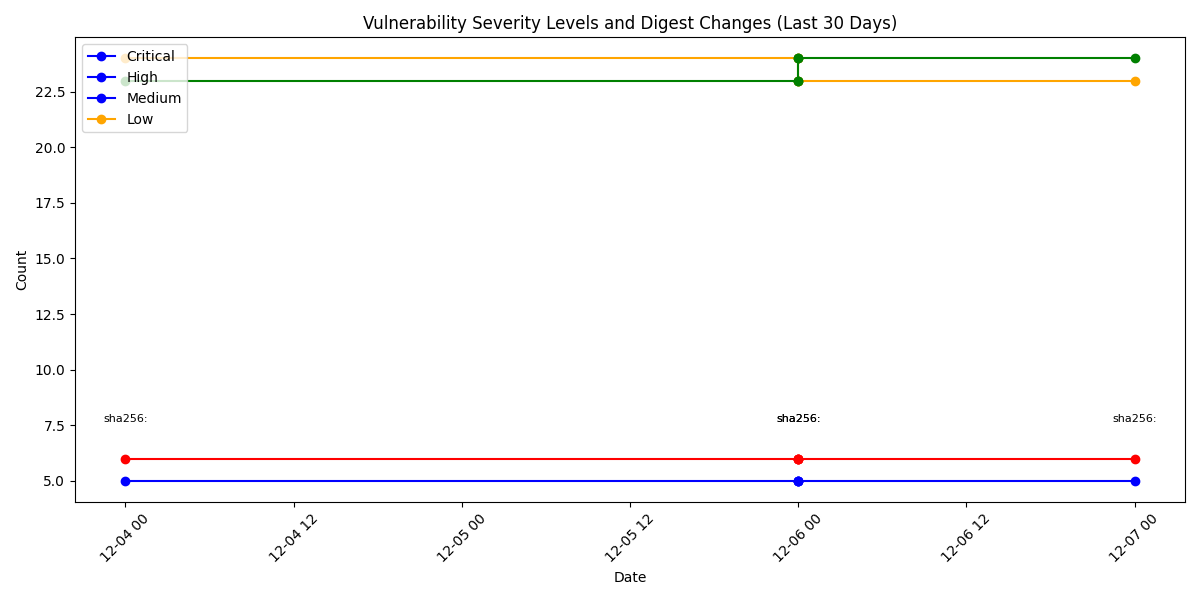 Vulnerability Severity Levels and Digest Changes (Last 30 Days)
Critical
High
Medium
Low
Count
22.5
20.0
17.5
15.0
12.5
10.0
7.5
5.0
sha256:
sha256:
sha256:
12-04 00
12-04 12
12-05 00
12-05 12
12-06 00
12-06 12
12-07 00
Date